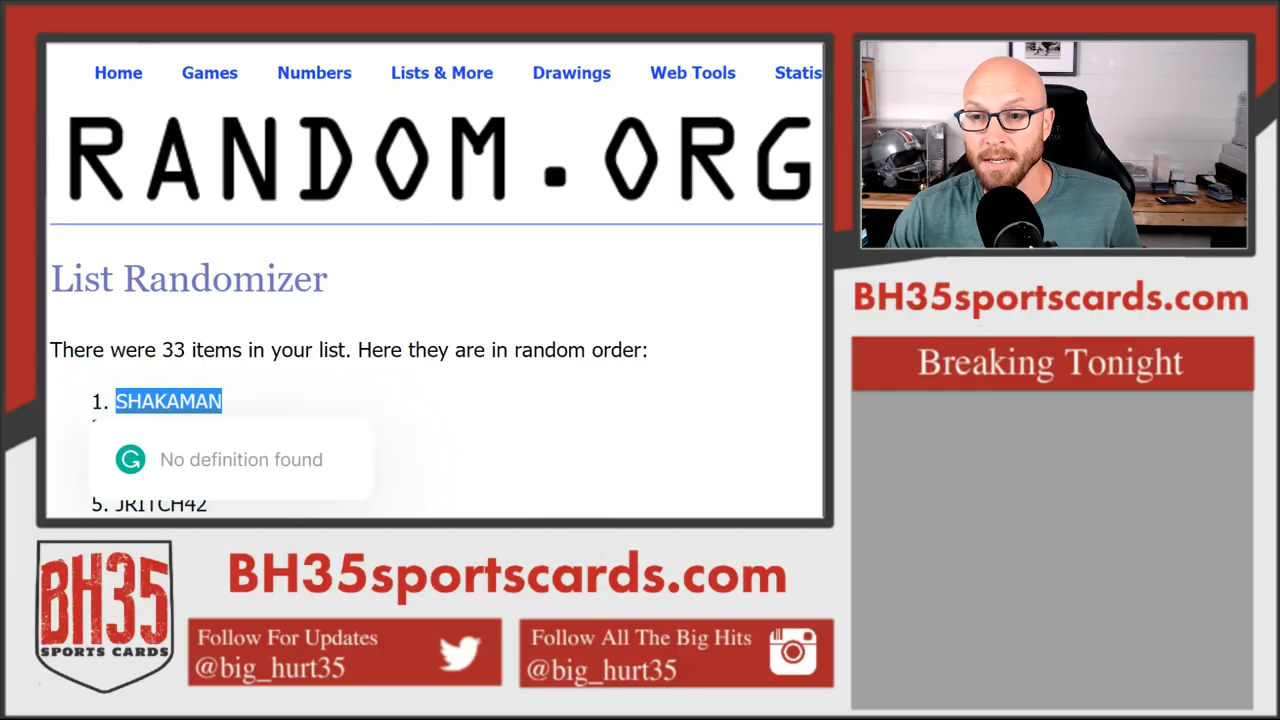 Home Games Numbers Lists & More Drawings Web Tools Statis
RANDOM.ORG
List Randomizer
There were 33 items in your list. Here they are in random order:
1. SHAKAMAN
No definition found
5. JRITCH42
BH35sportscards.com
Breaking Tonight
BH35
SPORTS CARDS
BH35sportscards.com
Follow For Updates
@big_hurt35
Follow All The Big Hits
@big_hurt35